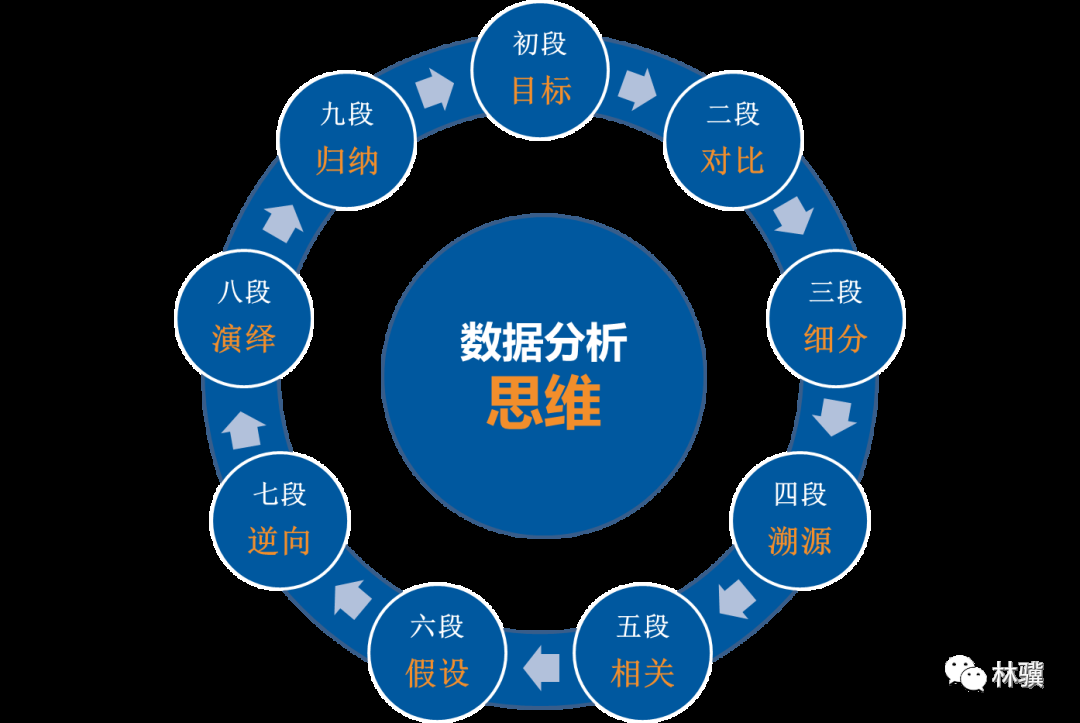 初段
目标
二段
对比
三段
细分
四段
溯源
五段
相关
六段
假设
七段
逆向
八段
演绎
九段
归纳
数据分析
思维
林骥